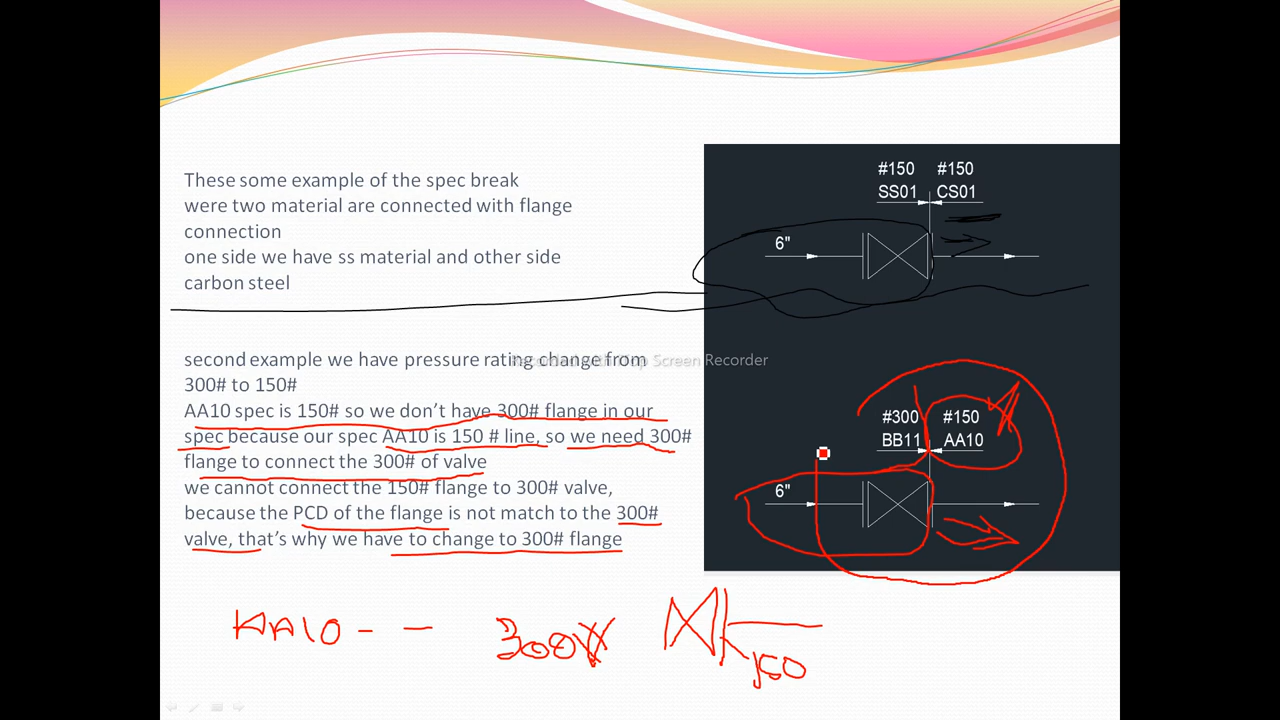 These some example of the spec break
were two material are connected with flange
connection
one side we have ss material and other side
carbon steel
#150 #150
SS01 CS01
6"
second example we have pressure rating change from
300# to 150#
AA10 spec is 150# so we don't have 300# flange in our
spec because our spec AA10 is 150 # line, so we need 300#
flange to connect the 300# of valve
we cannot connect the 150# flange to 300# valve,
because the PCD of the flange is not match to the 300#
valve, that's why we have to change to 300# flange
Screen Recorder
#300 #150
BB11 AA10
6"
AA10 - -
150